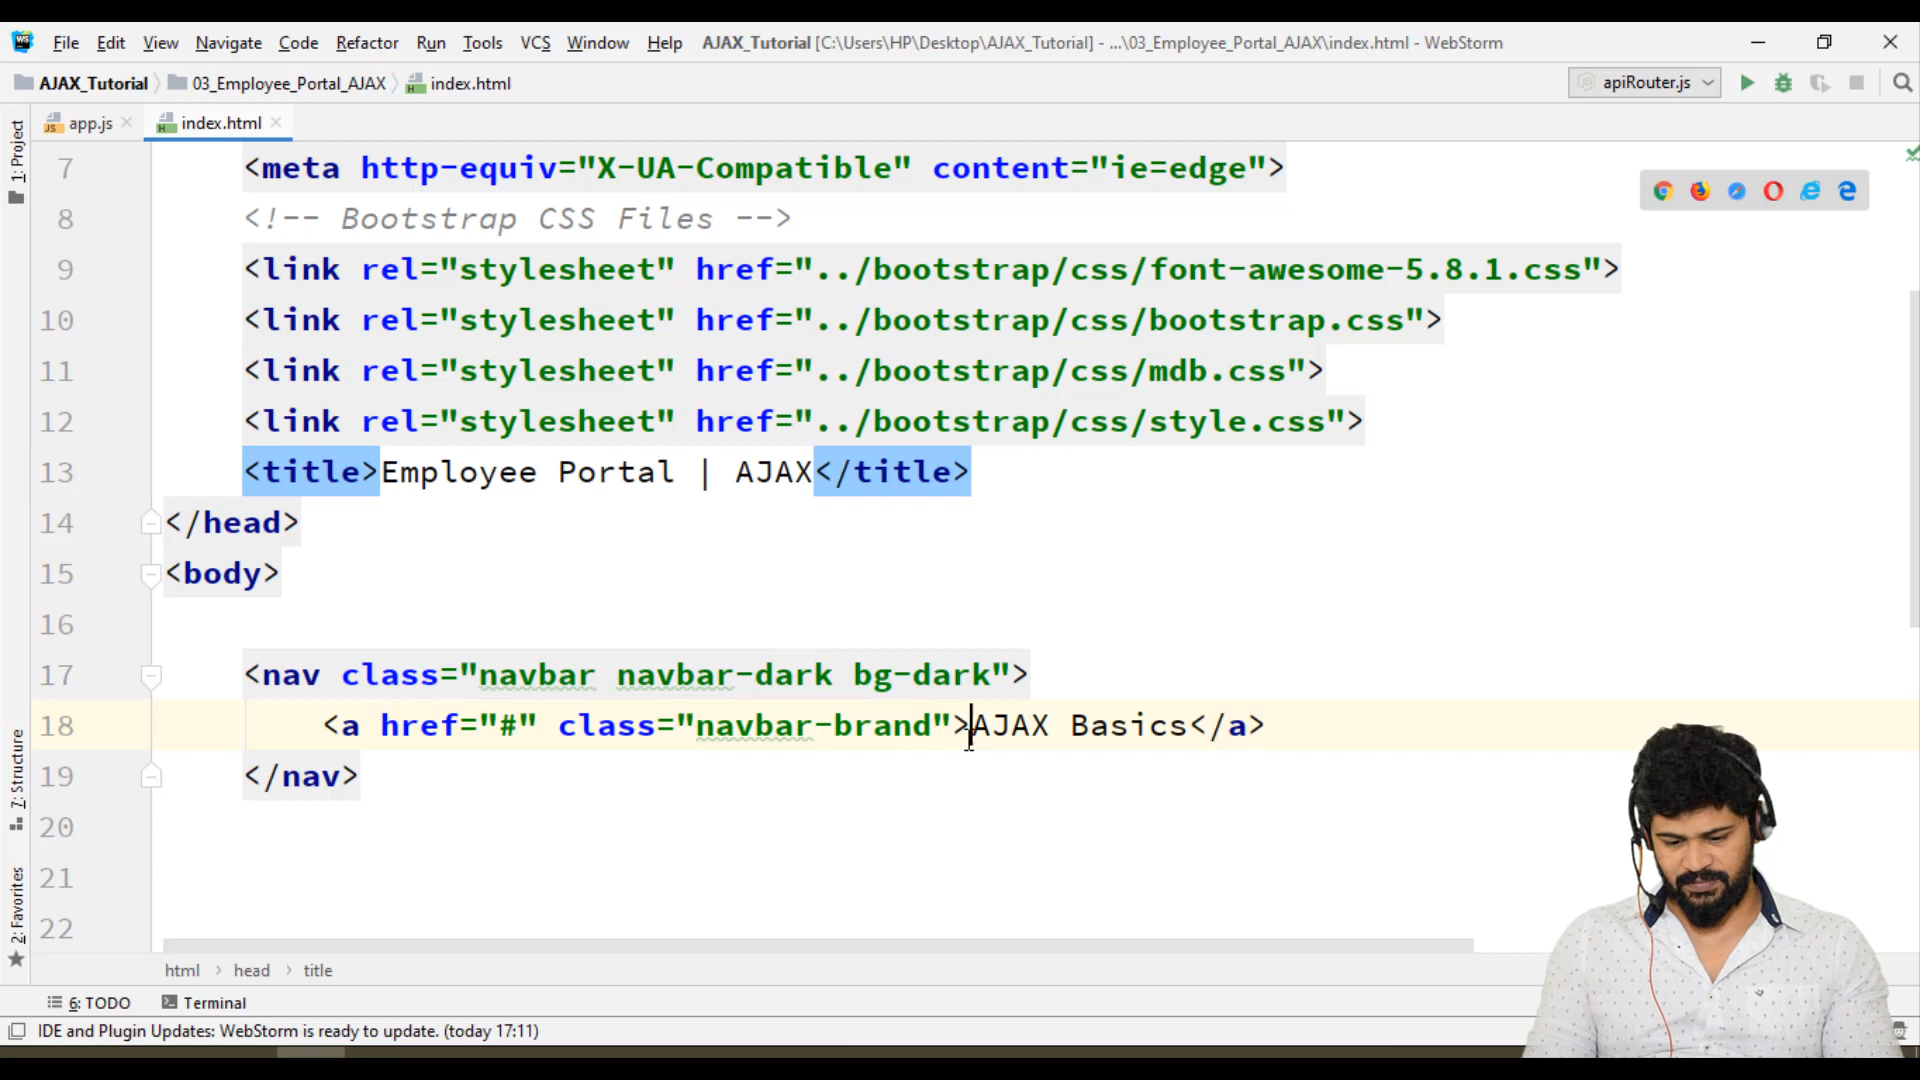 WS File Edit View Navigate Code Refactor Run Tools VCS Window Help AJAX_Tutorial [C:\Users\HP\Desktop\AJAX_Tutorial] - ...\03_Employee_Portal_AJAX\index.html - WebStorm
AJAX_Tutorial 03_Employee_Portal_AJAX index.html apiRouter.js
app.js index.html
1: Project
7 <meta http-equiv="X-UA-Compatible" content="ie=edge">
8 <!-- Bootstrap CSS Files -->
9 <link rel="stylesheet" href="../bootstrap/css/font-awesome-5.8.1.css">
10 <link rel="stylesheet" href="../bootstrap/css/bootstrap.css">
11 <link rel="stylesheet" href="../bootstrap/css/mdb.css">
12 <link rel="stylesheet" href="../bootstrap/css/style.css">
13 <title>Employee Portal | AJAX</title>
14 </head>
15 <body>
16
17 <nav class="navbar navbar-dark bg-dark">
18 <a href="#" class="navbar-brand">AJAX Basics</a>
19 </nav>
20
21
22
7: Structure
2: Favorites
html › head › title
6: TODO Terminal
IDE and Plugin Updates: WebStorm is ready to update. (today 17:11)